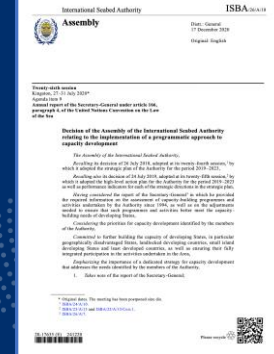 International Seabed Authority
ISBA/26/A/18
Assembly
Distr.: General
17 December 2020
Original: English
Twenty-sixth session
Kingston, 27–31 July 2020*
Agenda item 8
Annual report of the Secretary-General under article 166,
paragraph 4, of the United Nations Convention on the Law
of the Sea
Decision of the Assembly of the International Seabed Authority
relating to the implementation of a programmatic approach to
capacity development
The Assembly of the International Seabed Authority,
Recalling its decision of 26 July 2018, adopted at its twenty-fourth session,¹ by
which it adopted the strategic plan of the Authority for the period 2019–2023,
Recalling also its decision of 24 July 2019, adopted at its twenty-fifth session,² by
which it adopted the high-level action plan for the Authority for the period 2019–2023
as well as performance indicators for each of the strategic directions in the strategic plan,
Having considered the report of the Secretary-General³ in which he provided
the required information on the assessment of capacity-building programmes and
activities undertaken by the Authority since 1994, as well as on the adjustments
needed to ensure that such programmes and activities better meet the capacity-
building needs of developing States,
Considering the priorities for capacity development identified by the members
of the Authority,
Committed to further building the capacity of developing States, in particular
geographically disadvantaged States, landlocked developing countries, small island
developing States and least developed countries, as well as ensuring their fully
integrated participation in the activities undertaken in the Area,
Emphasizing the importance of a dedicated strategy for capacity development
that addresses the needs identified by the members of the Authority,
1. Takes note of the report of the Secretary-General;
* Original dates. The meeting has been postponed sine die.
Please recycle